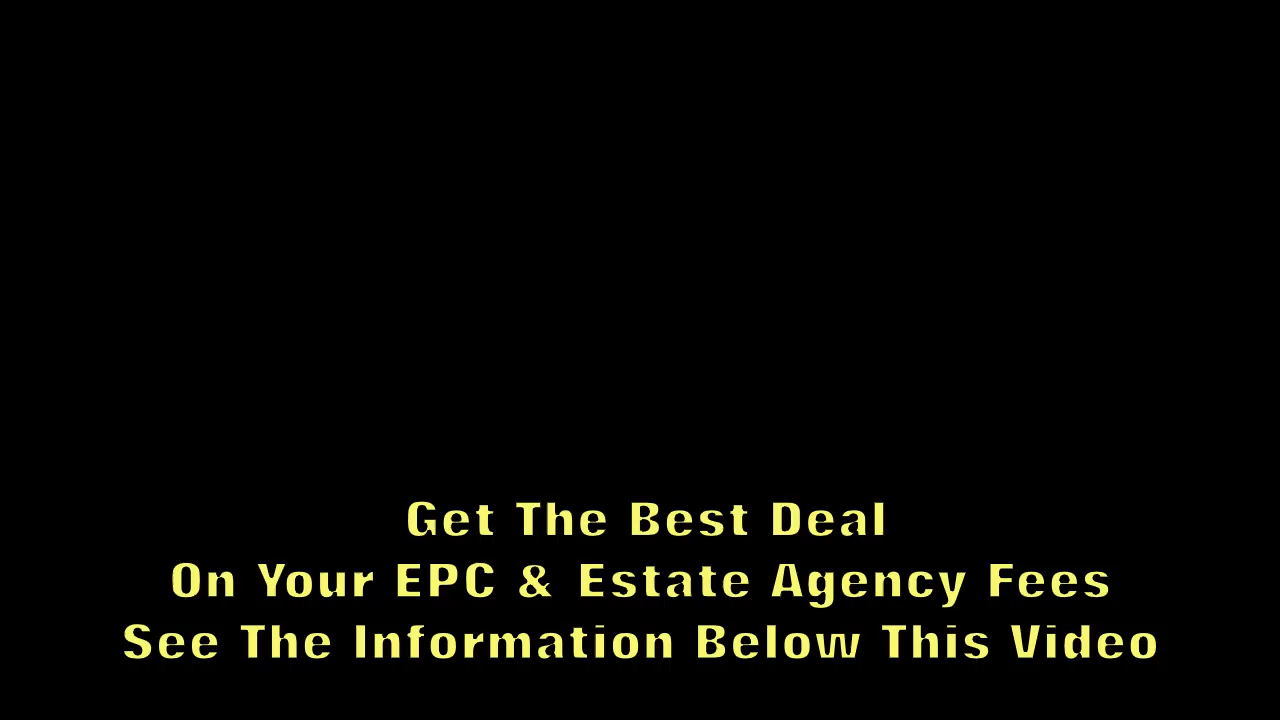 Get The Best Deal
On Your EPC & Estate Agency Fees
See The Information Below This Video